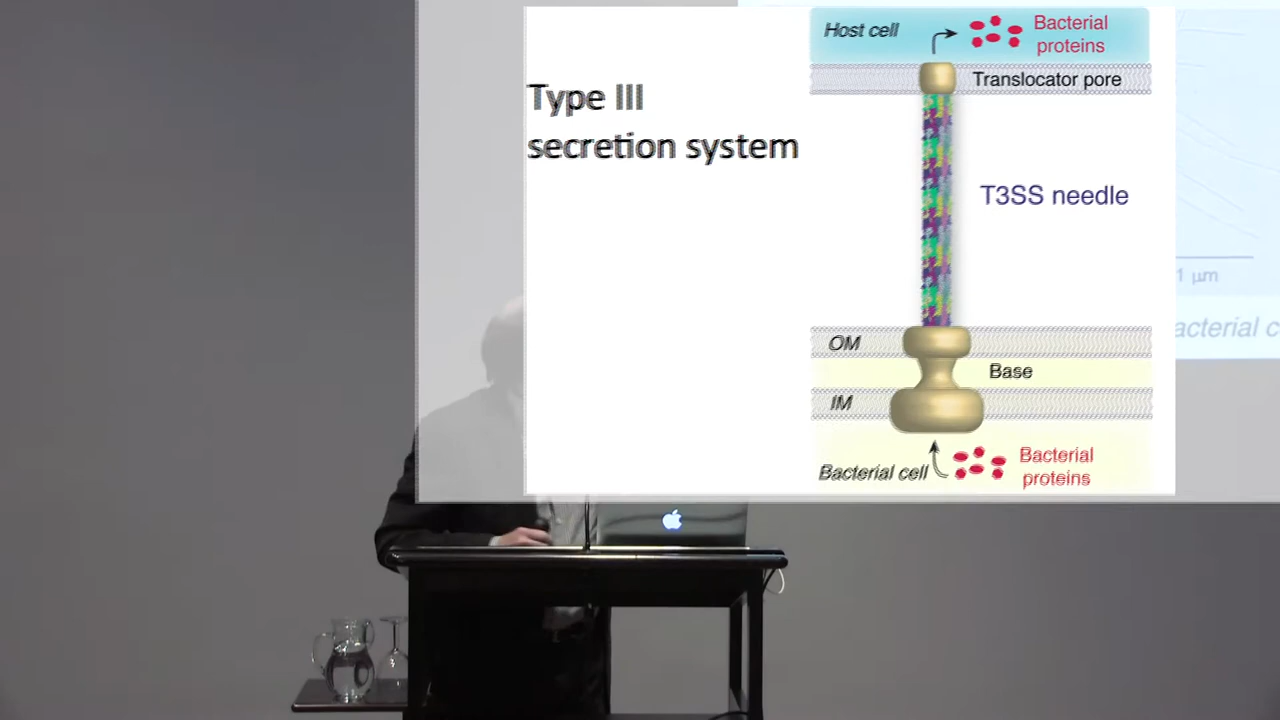 Host cell
Bacterial
proteins
Translocator pore
Type III
secretion system
T3SS needle
1 μm
OM
acterial c
Base
IM
Bacterial cell
Bacterial
proteins